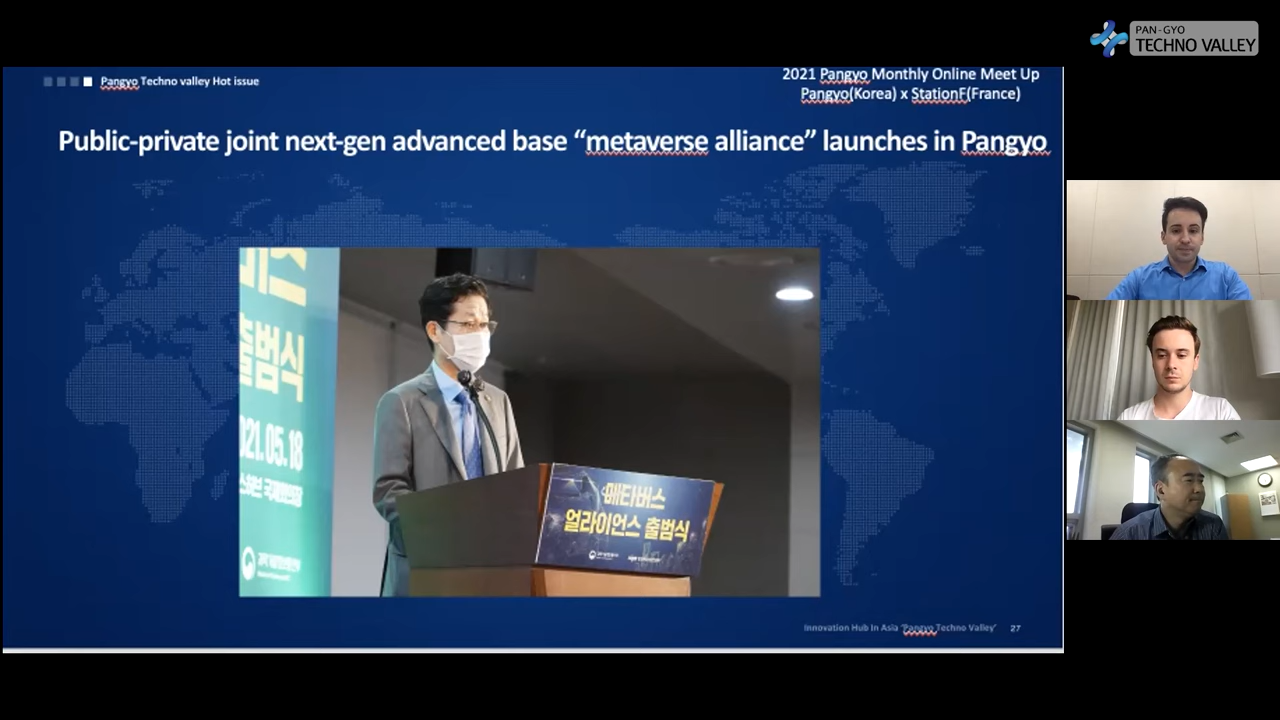 PAN-GYO
TECHNO VALLEY
Pangyo Techno valley Hot issue
2021 Pangyo Monthly Online Meet Up
Pangyo(Korea) x StationF(France)
Public-private joint next-gen advanced base “metaverse alliance” launches in Pangyo
버스
출범식
021.05.18
메타버스
얼라이언스 출범식
Innovation Hub In Asia ‘Pangyo Techno Valley’ 27